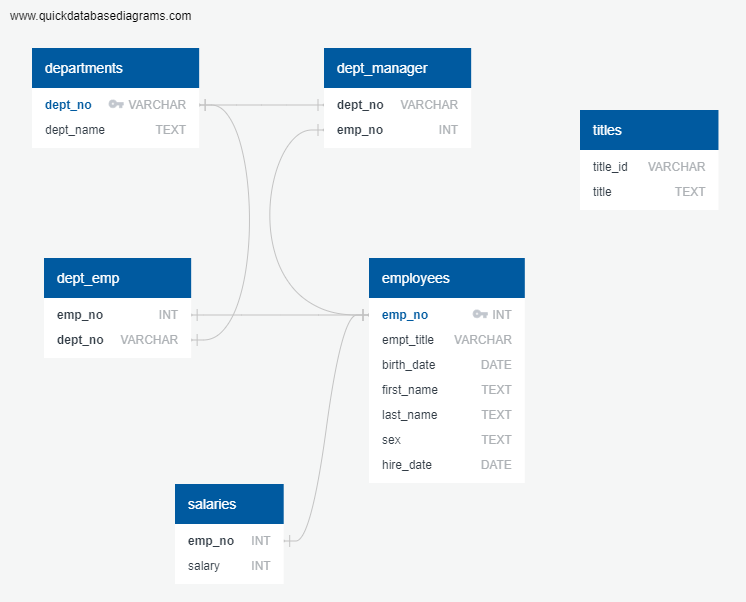 www.quickdatabasediagrams.com
departments
dept_no VARCHAR
dept_name TEXT
dept_manager
dept_no VARCHAR
emp_no INT
titles
title_id VARCHAR
title TEXT
dept_emp
emp_no INT
dept_no VARCHAR
employees
emp_no INT
empt_title VARCHAR
birth_date DATE
first_name TEXT
last_name TEXT
sex TEXT
hire_date DATE
salaries
emp_no INT
salary INT